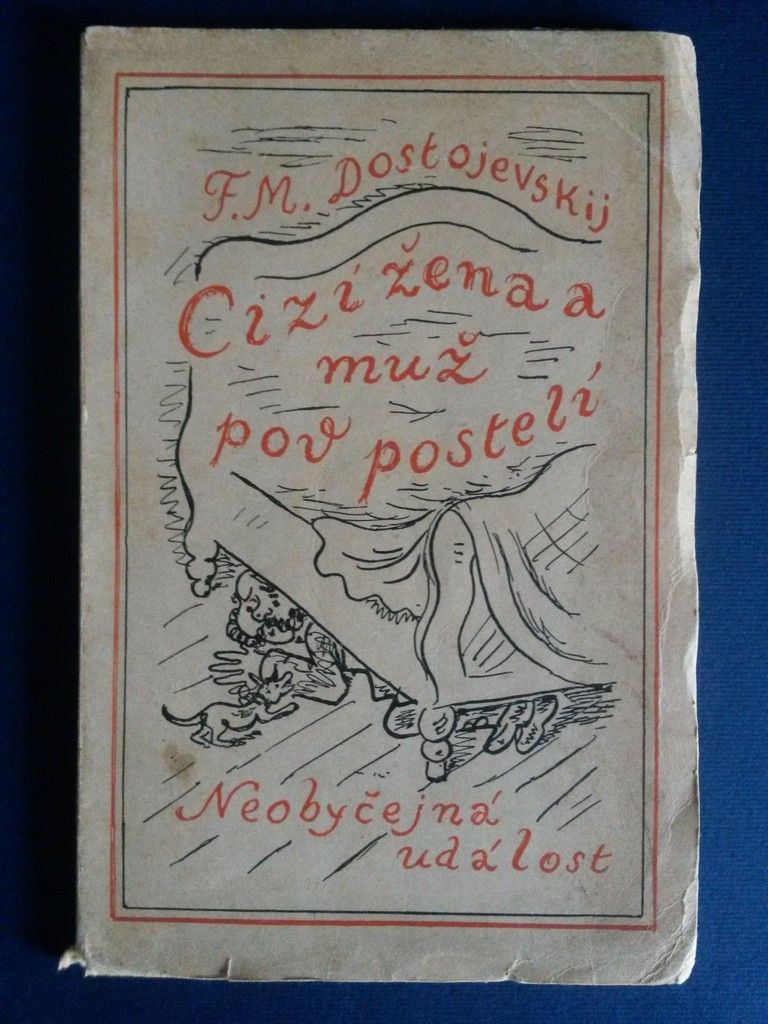 F.M. Dostojevskij
Cizí žena a
muž
pod postelí
Neobyčejná
událost